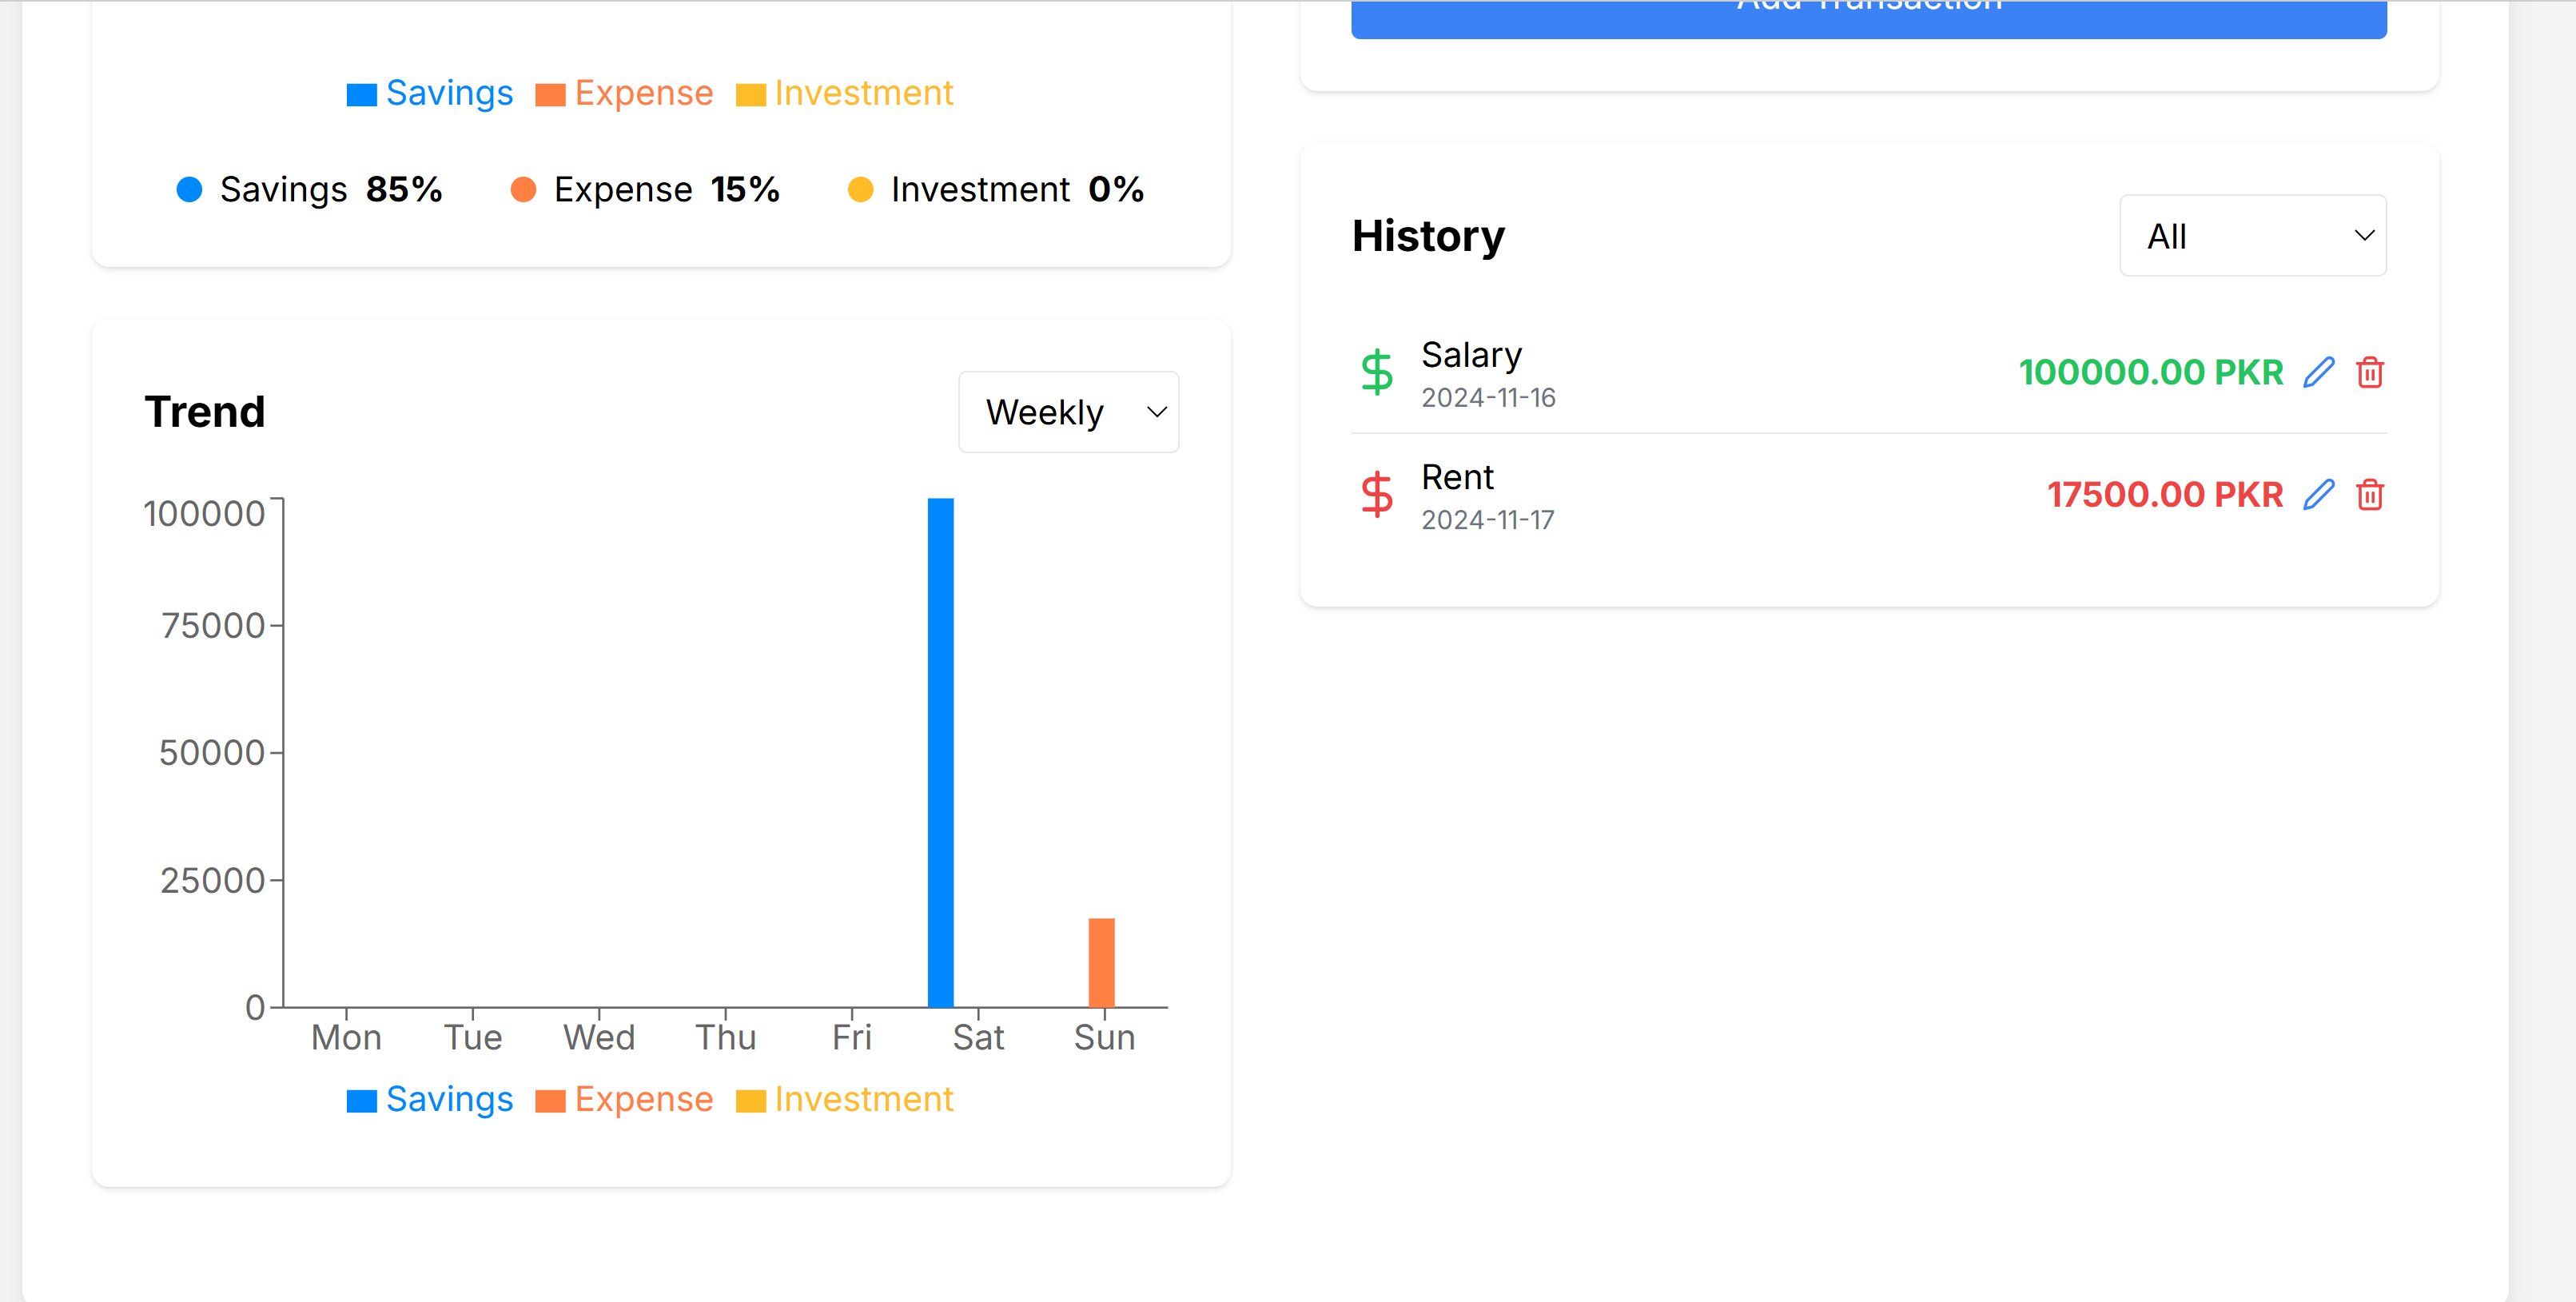 Savings Expense Investment
Savings 85% Expense 15% Investment 0%
Trend
Weekly
100000
75000
50000
25000
0
Mon Tue Wed Thu Fri Sat Sun
Savings Expense Investment
Add Transaction
History
All
Salary
2024-11-16
100000.00 PKR
Rent
2024-11-17
17500.00 PKR